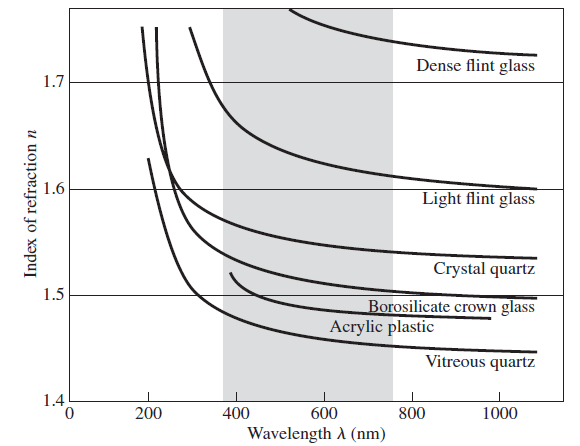 Index of refraction n
1.7
1.6
1.5
1.4
Dense flint glass
Light flint glass
Crystal quartz
Borosilicate crown glass
Acrylic plastic
Vitreous quartz
0
200
400
600
800
1000
Wavelength λ (nm)